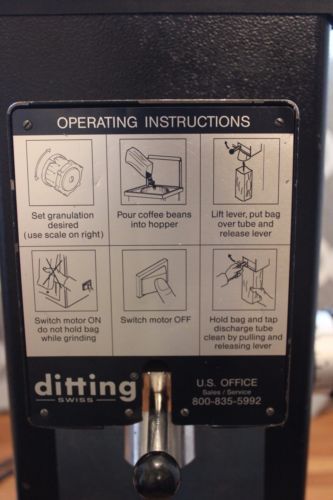 OPERATING INSTRUCTIONS
Set granulation
desired
(use scale on right)
Pour coffee beans
into hopper
Lift lever, put bag
over tube and
release lever
Switch motor ON
do not hold bag
while grinding
Switch motor OFF
Hold bag and tap
discharge tube
clean by pulling and
releasing lever
ditting®
SWISS
U.S. OFFICE
Sales / Service
800-835-5992